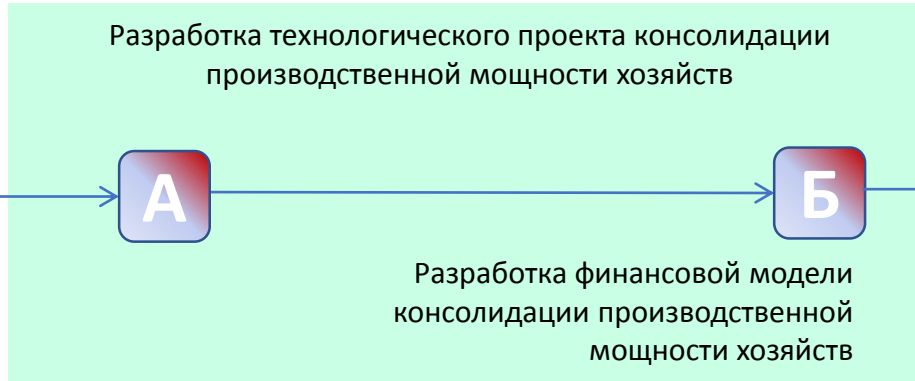 Разработка технологического проекта консолидации
производственной мощности хозяйств
А
Б
Разработка финансовой модели
консолидации производственной
мощности хозяйств